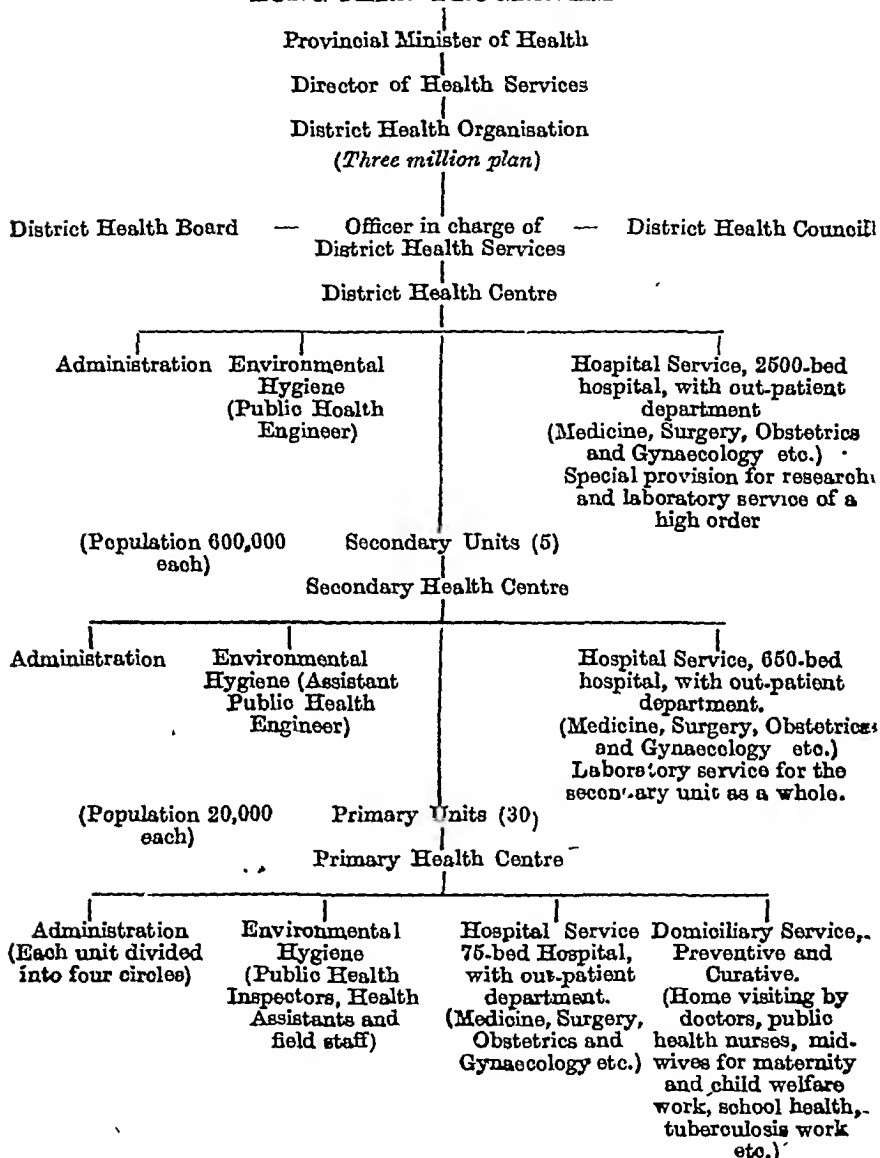 Provincial Minister of Health
Director of Health Services
District Health Organisation
(Three million plan)
District Health Board — Officer in charge of — District Health Council
District Health Services
District Health Centre
Administration Environmental
Hygiene
(Public Hoalth
Engineer)
Hospital Service, 2500-bed
hospital, with out-patient
department
(Medicine, Surgery, Obstetrics
and Gynaecology etc.)
Special provision for research
and laboratory service of a
high order
(Population 600,000
each)
Secondary Units (5)
Secondary Health Centre
Administration
Environmental
Hygiene (Assistant
Public Health
Engineer)
Hospital Service, 650-bed
hospital, with out-patient
department.
(Medicine, Surgery, Obstetrics
and Gynaecology etc.)
Laboratory service for the
secondary unit as a whole.
(Population 20,000
each)
Primary Units (30)
Primary Health Centre
Administration
(Each unit divided
into four circles)
Environmental
Hygiene
(Public Health
Inspectors, Health
Assistants and
field staff)
Hospital Service
75-bed Hospital,
with out-patient
department.
(Medicine, Surgery,
Obstetrics and
Gynaecology etc.)
Domiciliary Service,
Preventive and
Curative.
(Home visiting by
doctors, public
health nurses, mid-
wives for maternity
and child welfare
work, school health,
tuberculosis work
etc.)